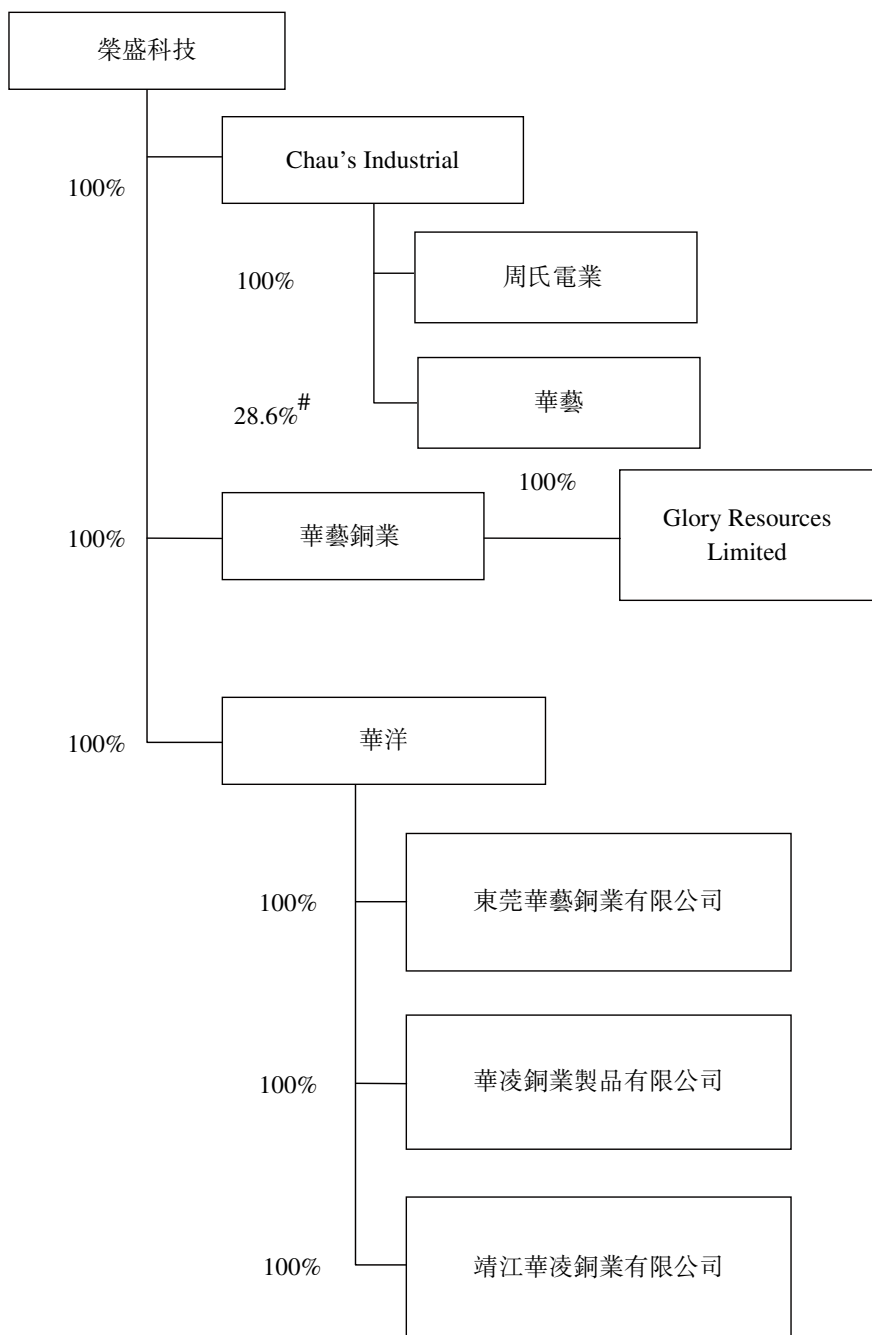 榮盛科技
Chau's Industrial
100%
周氏電業
100%
華藝
28.6%#
100%
Glory Resources
Limited
華藝銅業
100%
華洋
100%
東莞華藝銅業有限公司
100%
華凌銅業製品有限公司
100%
靖江華凌銅業有限公司
100%